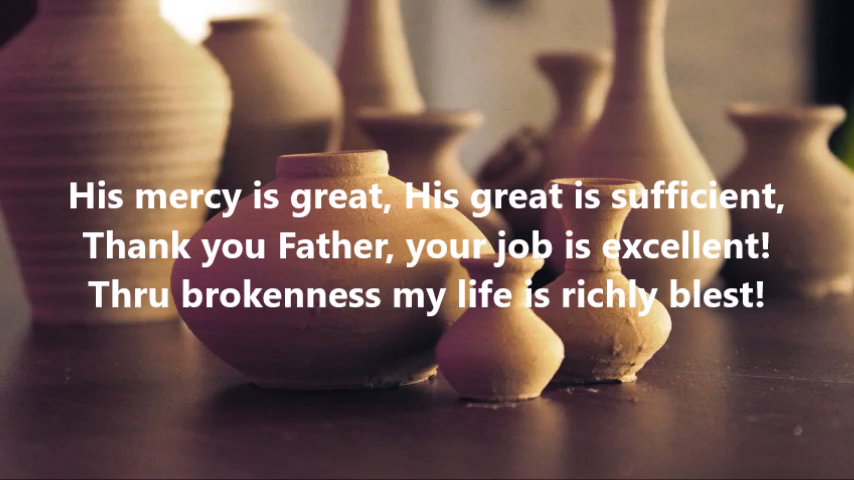 His mercy is great, His great is sufficient,
Thank you Father, your job is excellent!
Thru brokenness my life is richly blest!